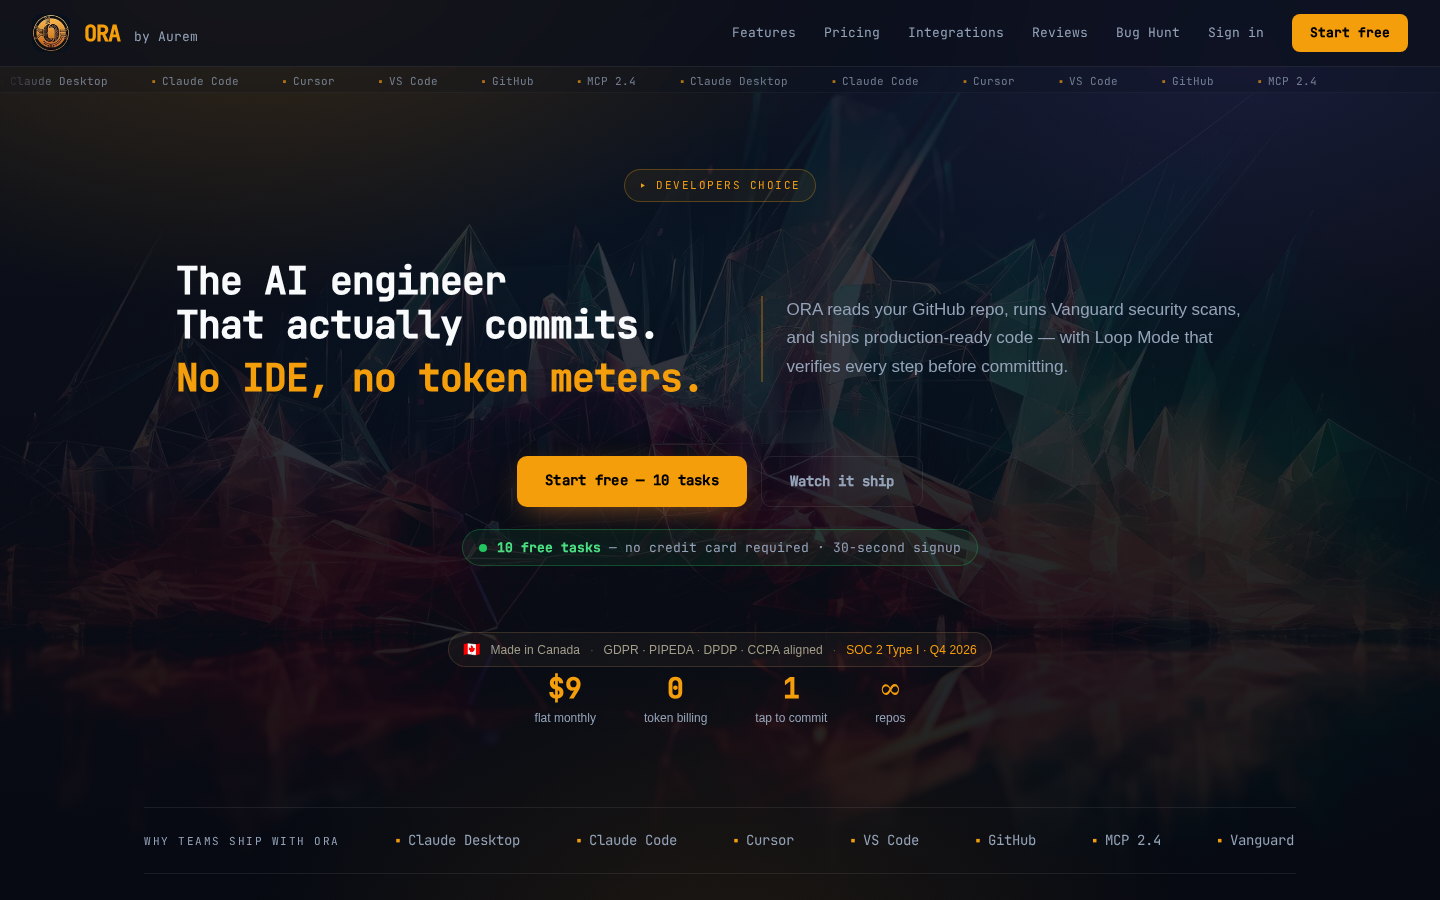 ORA by Aurem
Features Pricing Integrations Reviews Bug Hunt Sign in Start free
Claude Desktop ▪ Claude Code ▪ Cursor ▪ VS Code ▪ GitHub ▪ MCP 2.4 ▪ Claude Desktop ▪ Claude Code ▪ Cursor ▪ VS Code ▪ GitHub ▪ MCP 2.4
▸ DEVELOPERS CHOICE
The AI engineer
That actually commits.
No IDE, no token meters.
ORA reads your GitHub repo, runs Vanguard security scans,
and ships production-ready code — with Loop Mode that
verifies every step before committing.
Start free — 10 tasks
Watch it ship
10 free tasks — no credit card required · 30-second signup
Made in Canada · GDPR · PIPEDA · DPDP · CCPA aligned · SOC 2 Type I · Q4 2026
$9 0 1 ∞
flat monthly token billing tap to commit repos
WHY TEAMS SHIP WITH ORA ▪ Claude Desktop ▪ Claude Code ▪ Cursor ▪ VS Code ▪ GitHub ▪ MCP 2.4 ▪ Vanguard